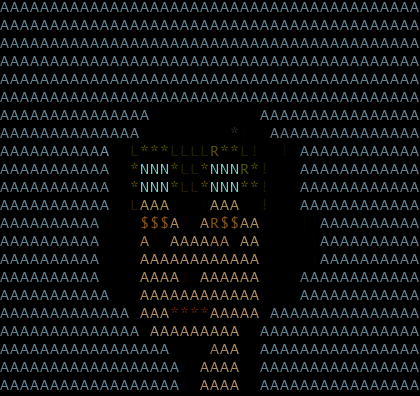 AAAAAAAAAAAAAAAAAAAAAAAAAAAAAAAAAAAAAAAAAA
AAAAAAAAAAAAAAAAAAAAAAAAAAAAAAAAAAAAAAAAAA
AAAAAAAAAAAAAAAAAAAAAAAAAAAAAAAAAAAAAAAAAA
AAAAAAAAAAAAAAAAAAAAAAAAAAAAAAAAAAAAAAAAAA
AAAAAAAAAAAAAAAAAAAAAAAAAAAAAAAAAAAAAAAAAA
AAAAAAAAAAAAAAAAAAAAAAAAAAAAAAAAAAAAAAAAAA
AAAAAAAAAAAAAAA           AAAAAAAAAAAAAAAA
AAAAAAAAAAAAAA         *   AAAAAAAAAAAAAAA
AAAAAAAAAAA  L***LLLLR**L!  ! AAAAAAAAAAAA
AAAAAAAAAAA  *NNN*LL*NNNR*!   AAAAAAAAAAAA
AAAAAAAAAAA  *NNN*LL*NNN**!   AAAAAAAAAAAA
AAAAAAAAAAA  LAAA    AAA  !   AAAAAAAAAAAA
AAAAAAAAAA    $$$A  AR$$AA      AAAAAAAAAA
AAAAAAAAAA    A  AAAAAA AA      AAAAAAAAAA
AAAAAAAAAA    AAAAAAAAAAAA      AAAAAAAAAA
AAAAAAAAAA    AAAA  AAAAAA    AAAAAAAAAAAA
AAAAAAAAAAA   AAAAAAAAAAAA    AAAAAAAAAAAA
AAAAAAAAAAAAA AAA****AAAAA AAAAAAAAAAAAAAA
AAAAAAAAAAAAAA AAAAAAAAA  AAAAAAAAAAAAAAAA
AAAAAAAAAAAAAAAAA    AAA  AAAAAAAAAAAAAAAA
AAAAAAAAAAAAAAAAAA  AAAA  AAAAAAAAAAAAAAAA
AAAAAAAAAAAAAAAAAA  AAAA  AAAAAAAAAAAAAAAA